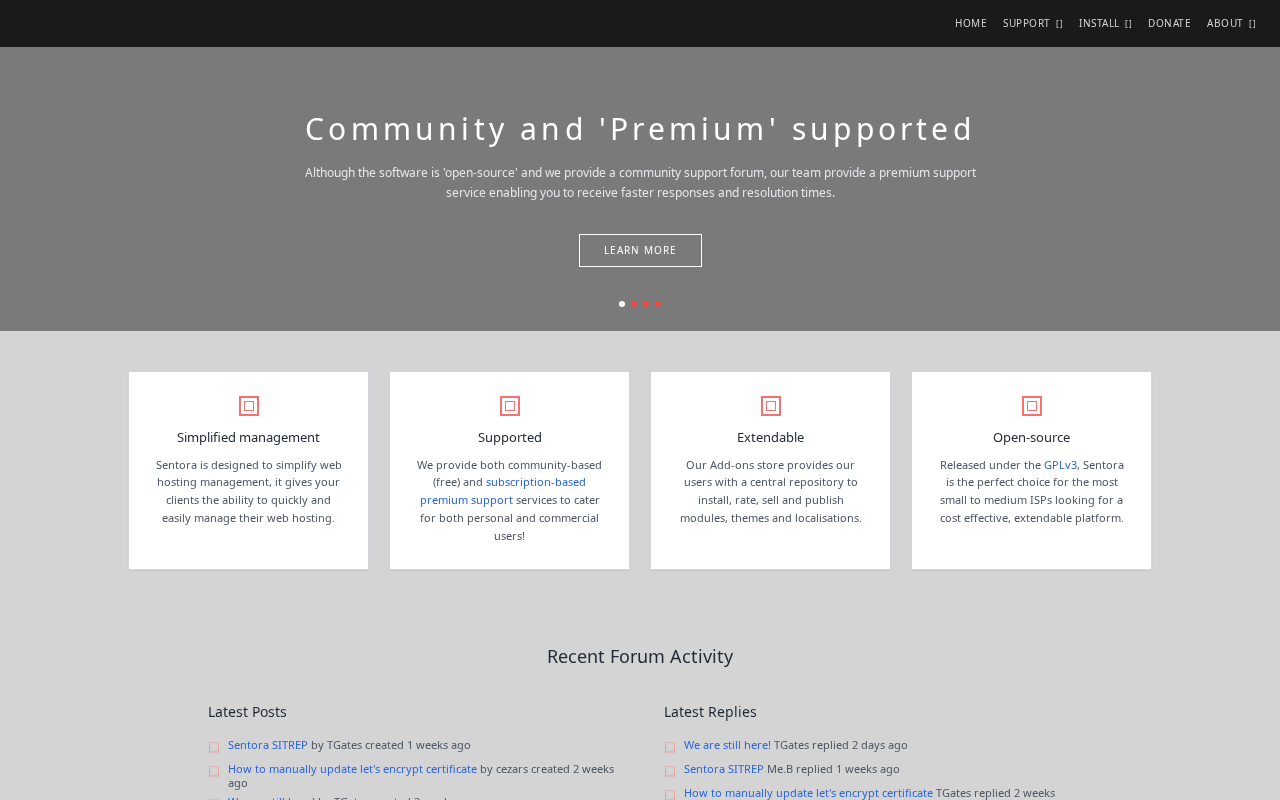 HOME SUPPORT INSTALL DONATE ABOUT
Community and 'Premium' supported
Although the software is 'open-source' and we provide a community support forum, our team provide a premium support
service enabling you to receive faster responses and resolution times.
LEARN MORE
Simplified management
Sentora is designed to simplify web
hosting management, it gives your
clients the ability to quickly and
easily manage their web hosting.
Supported
We provide both community-based
(free) and subscription-based
premium support services to cater
for both personal and commercial
users!
Extendable
Our Add-ons store provides our
users with a central repository to
install, rate, sell and publish
modules, themes and localisations.
Open-source
Released under the GPLv3, Sentora
is the perfect choice for the most
small to medium ISPs looking for a
cost effective, extendable platform.
Recent Forum Activity
Latest Posts
Sentora SITREP by TGates created 1 weeks ago
How to manually update let's encrypt certificate by cezars created 2 weeks
ago
Latest Replies
We are still here! TGates replied 2 days ago
Sentora SITREP Me.B replied 1 weeks ago
How to manually update let's encrypt certificate TGates replied 2 weeks